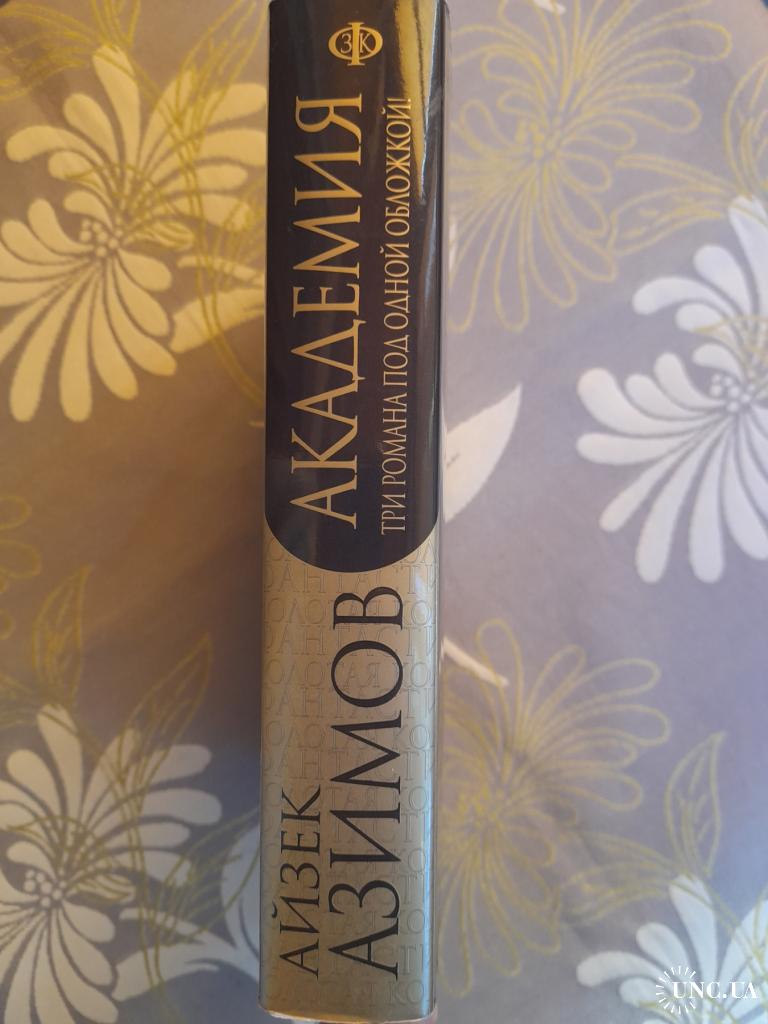 АЙЗЕК
АЗИМОВ
АКАДЕМИЯ
ТРИ РОМАНА ПОД ОДНОЙ ОБЛОЖКОЙ!
ЗФК
UNC.UA